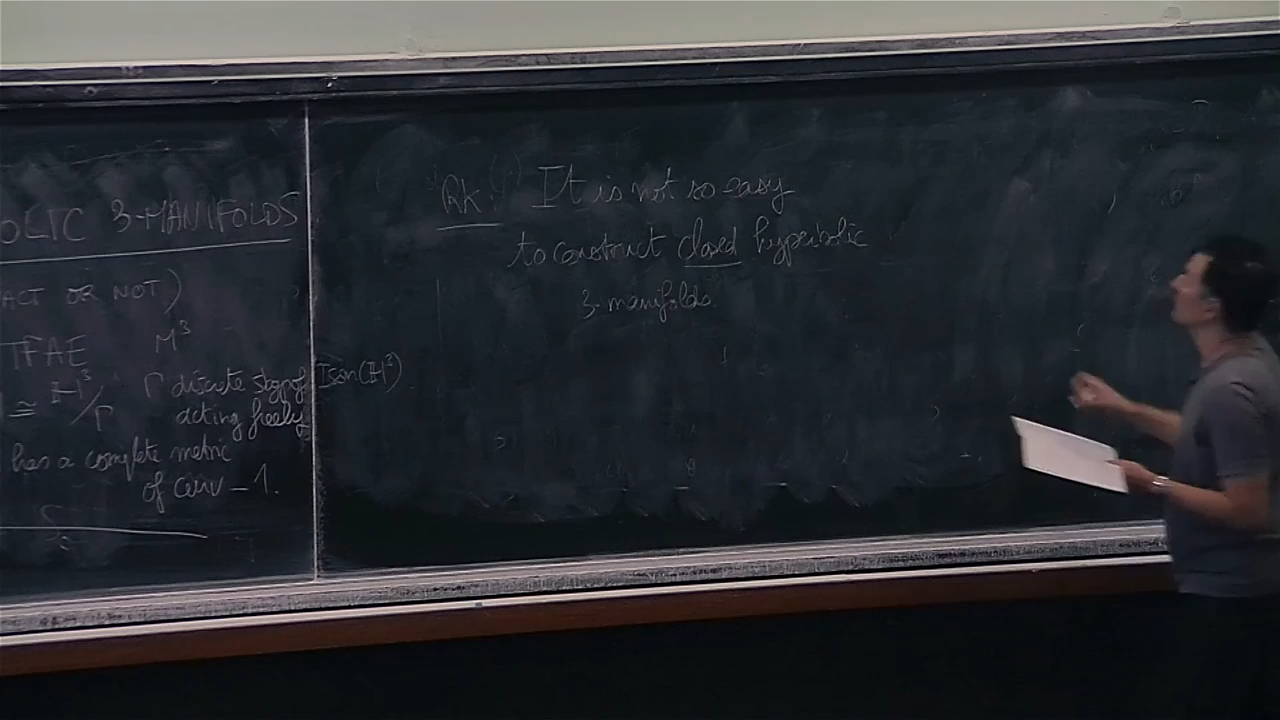 OLIC 3-MANIFOLDS
ACT OR NOT)
TFAE M³
≅ H³/Γ Γ discrete sbgp of Isom(H³)
acting freely
has a complete metric
of curv -1.
Rk: It is not so easy
to construct closed hyperbolic
3-manifolds.